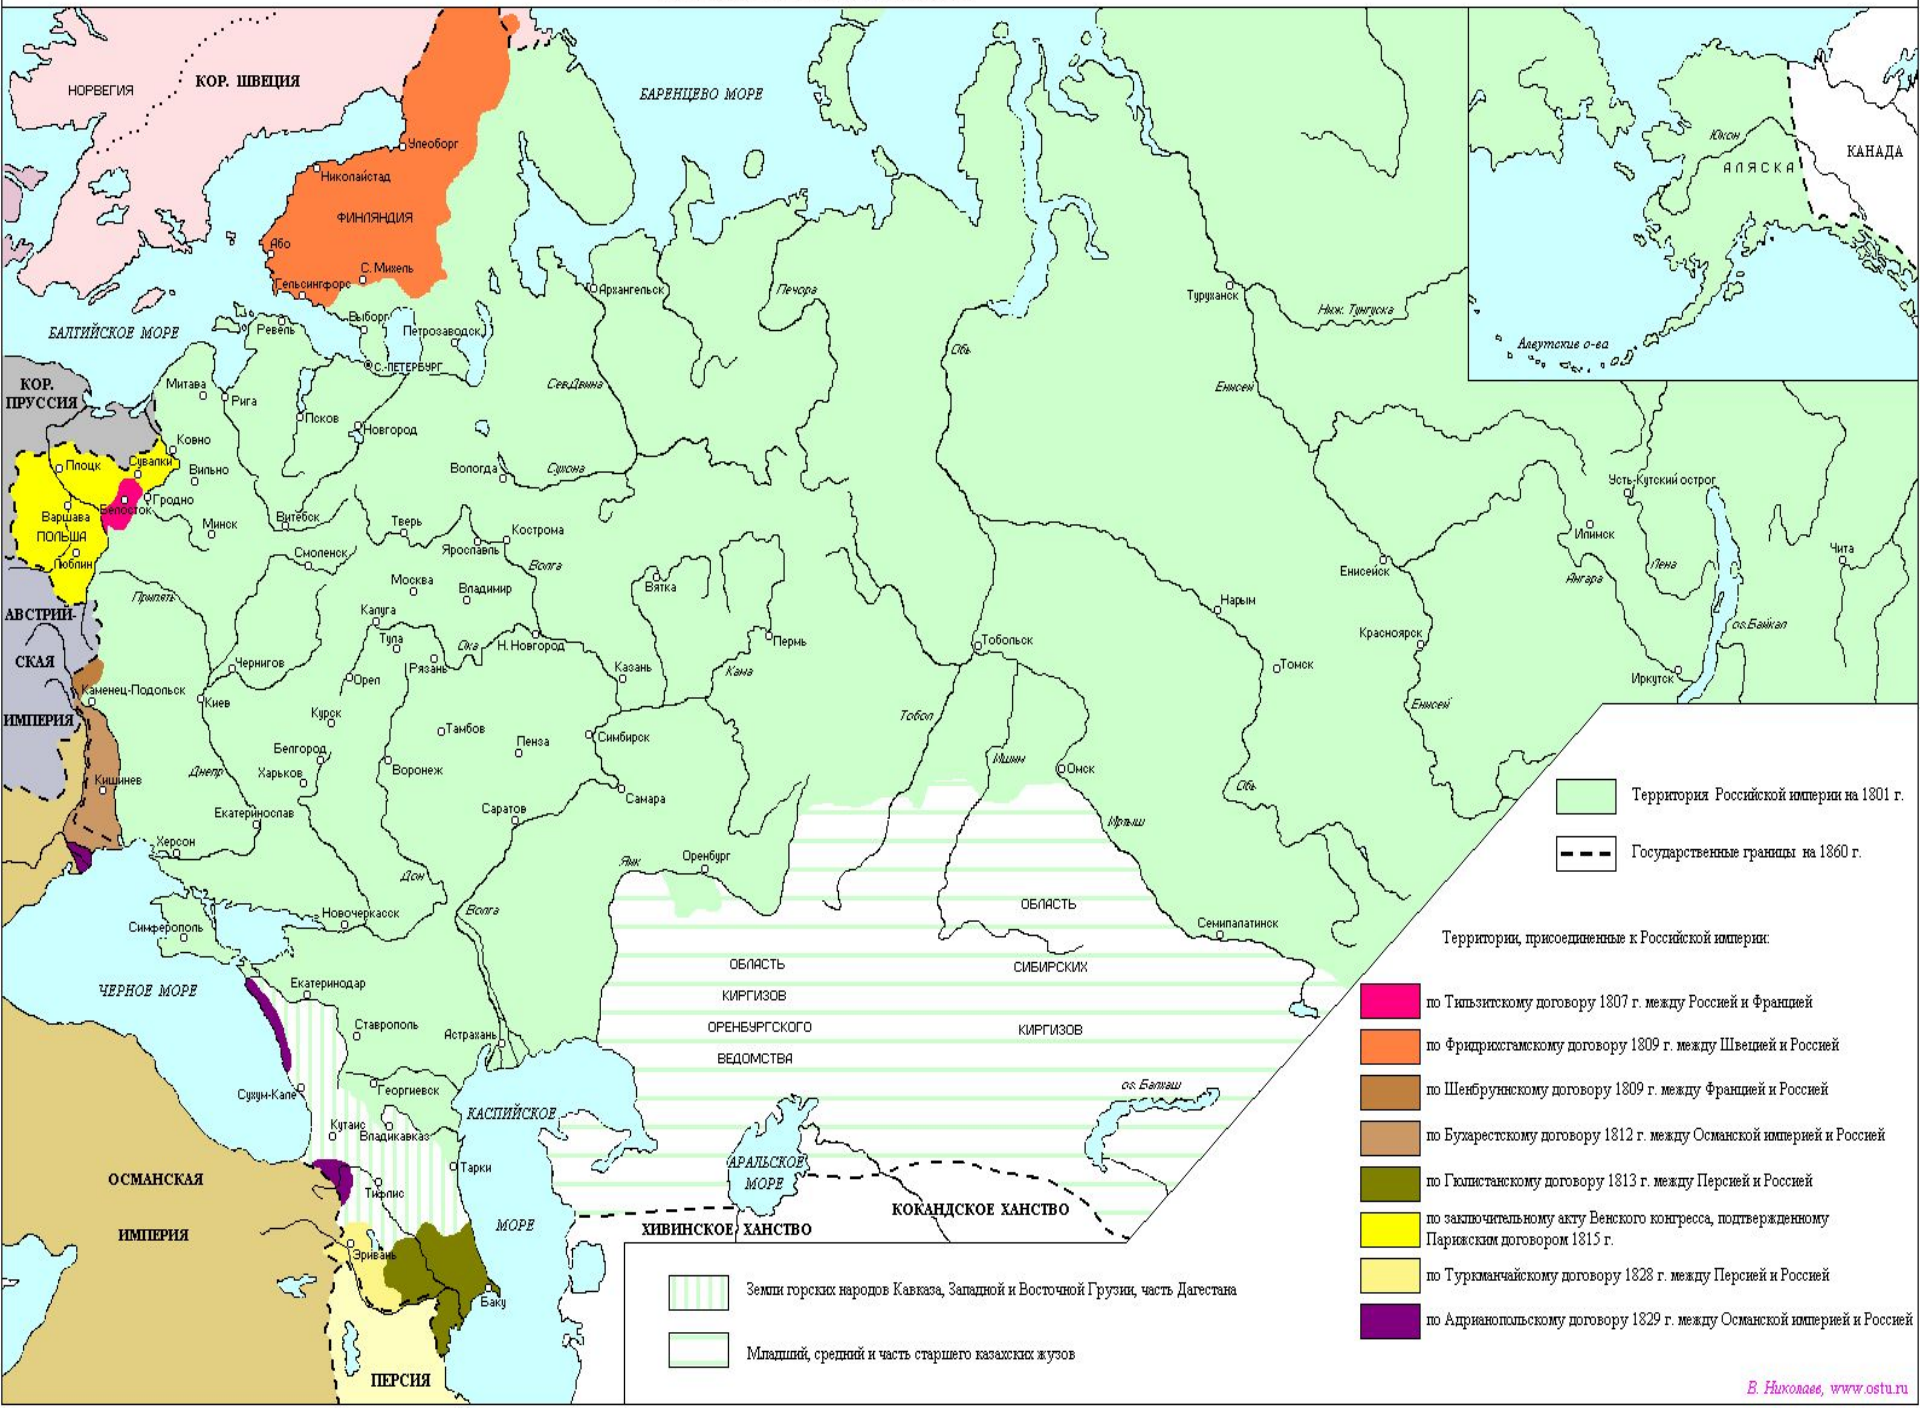 НОРВЕГИЯ
КОР. ШВЕЦИЯ
БАРЕНЦЕВО МОРЕ
Юкон
АЛЯСКА
КАНАДА
Алеутские о-ва
Улеоборг
Николайстад
ФИНЛЯНДИЯ
Або
С. Михель
Гельсингфорс
БАЛТИЙСКОЕ МОРЕ
Ревель
Выборг
Петрозаводск
С.-ПЕТЕРБУРГ
Архангельск
Печора
Обь
Туруханск
Ниж. Тунгуска
Енисей
КОР.
ПРУССИЯ
Митава
Рига
Псков
Новгород
Сев.Двина
Ковно
Вильно
Сувалки
Плоцк
Гродно
Белосток
Варшава
ПОЛЬША
Люблин
Минск
Витебск
Вологда
Сухона
Тверь
Ярославль
Кострома
Волга
Смоленск
Москва
Владимир
Калуга
Тула
Рязань
Ока
Н. Новгород
Вятка
Пермь
Казань
Кама
Тобольск
Тобол
Нарым
Томск
Енисейск
Красноярск
Енисей
Усть-Кутский острог
Илимск
Ангара
Лена
Чита
оз.Байкал
Иркутск
АВСТРИЙ-
СКАЯ
ИМПЕРИЯ
Припять
Чернигов
Каменец-Подольск
Киев
Орел
Курск
Тамбов
Пенза
Симбирск
Белгород
Харьков
Воронеж
Днепр
Кишинев
Екатеринослав
Саратов
Самара
Ишим
Омск
Обь
Иртыш
Херсон
Дон
Яик
Оренбург
Волга
Новочеркасск
Симферополь
Семипалатинск
ЧЕРНОЕ МОРЕ
Екатеринодар
Ставрополь
Астрахань
Георгиевск
Сухум-Кале
Кутаис
Владикавказ
Тарки
Тифлис
Эривань
Баку
КАСПИЙСКОЕ
МОРЕ
ОБЛАСТЬ
КИРГИЗОВ
ОРЕНБУРГСКОГО
ВЕДОМСТВА
ОБЛАСТЬ
СИБИРСКИХ
КИРГИЗОВ
оз. Балхаш
АРАЛЬСКОЕ
МОРЕ
ХИВИНСКОЕ ХАНСТВО
КОКАНДСКОЕ ХАНСТВО
ОСМАНСКАЯ
ИМПЕРИЯ
ПЕРСИЯ
Территория Российской империи на 1801 г.
Государственные границы на 1860 г.
Территории, присоединенные к Российской империи:
по Тильзитскому договору 1807 г. между Россией и Францией
по Фридрихсгамскому договору 1809 г. между Швецией и Россией
по Шенбруннскому договору 1809 г. между Францией и Россией
по Бухарестскому договору 1812 г. между Османской империей и Россией
по Гюлистанскому договору 1813 г. между Персией и Россией
по заключительному акту Венского конгресса, подтвержденному
Парижским договором 1815 г.
по Туркманчайскому договору 1828 г. между Персией и Россией
по Адрианопольскому договору 1829 г. между Османской империей и Россией
Земли горских народов Кавказа, Западной и Восточной Грузии, часть Дагестана
Младший, средний и часть старшего казахских жузов
В. Николаев, www.ostu.ru